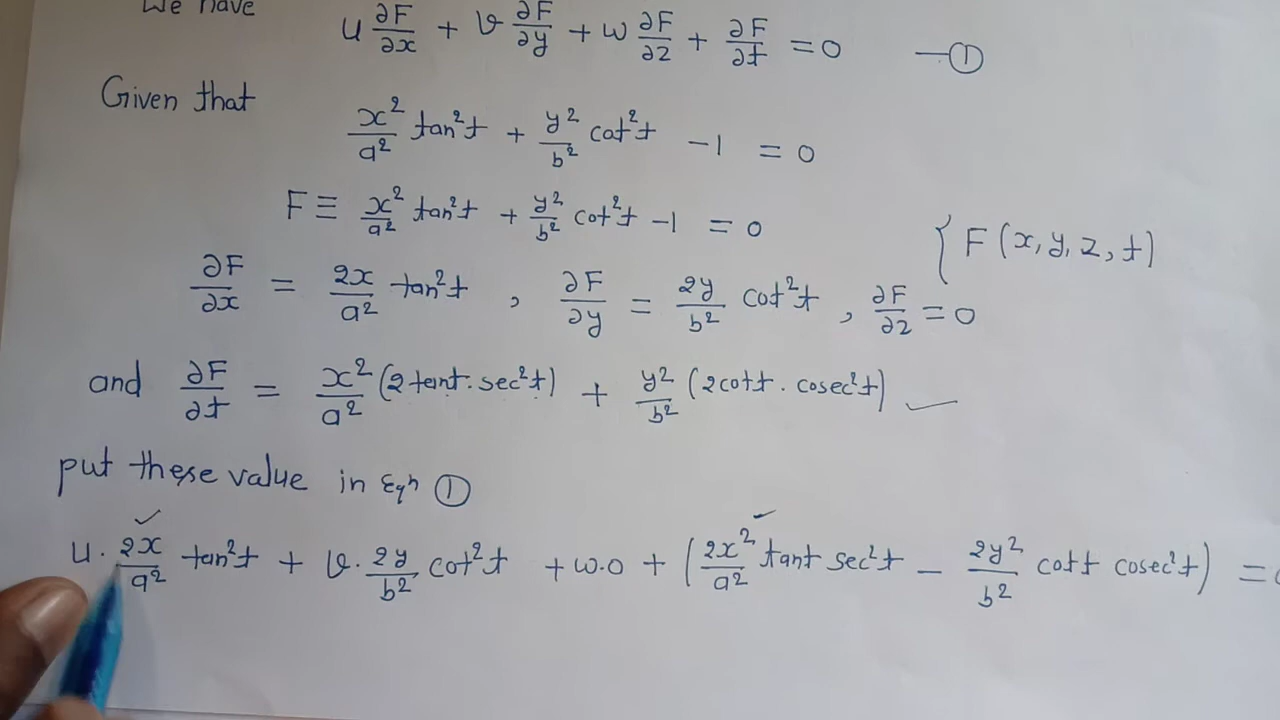 We have
u ∂F/∂x + v ∂F/∂y + w ∂F/∂z + ∂F/∂t = 0 —①
Given that
x²/a² tan²t + y²/b² cot²t - 1 = 0
F ≡ x²/a² tan²t + y²/b² cot²t - 1 = 0
{ F(x, y, z, t)
∂F/∂x = 2x/a² tan²t , ∂F/∂y = 2y/b² cot²t , ∂F/∂z = 0
and ∂F/∂t = x²/a² (2tant. sec²t) + y²/b² (2cott . cosec²t)
put these value in Eqn ①
u. 2x/a² tan²t + v. 2y/b² cot²t + w.0 + (2x²/a² tant sec²t - 2y²/b² cott cosec²t) =